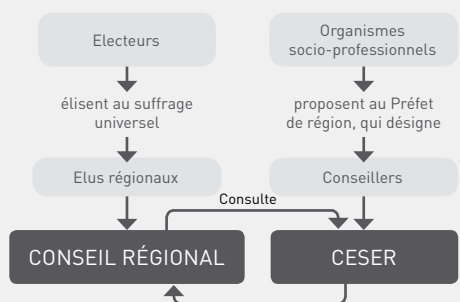 Electeurs
élisent au suffrage
universel
Elus régionaux
Organismes
socio-professionnels
proposent au Préfet
de région, qui désigne
Conseillers
Consulte
CONSEIL RÉGIONAL
CESER